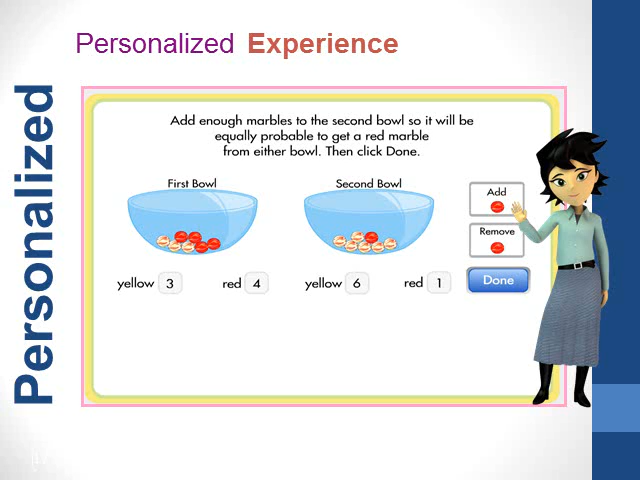 Personalized Experience
Personalized
Add enough marbles to the second bowl so it will be
equally probable to get a red marble
from either bowl. Then click Done.
First Bowl
Second Bowl
Add
Remove
yellow 3
red 4
yellow 6
red 1
Done